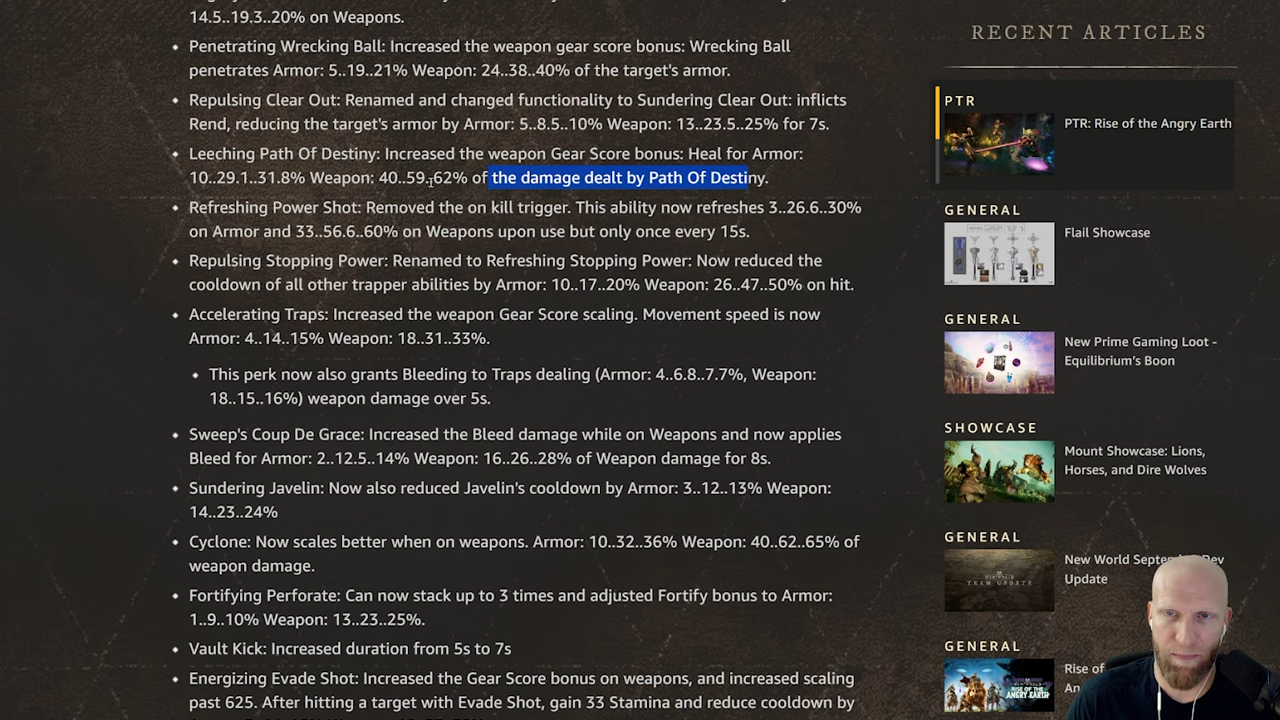 14.5..19.3..20% on Weapons.
Penetrating Wrecking Ball: Increased the weapon gear score bonus: Wrecking Ball
penetrates Armor: 5..19..21% Weapon: 24..38..40% of the target's armor.
Repulsing Clear Out: Renamed and changed functionality to Sundering Clear Out: inflicts
Rend, reducing the target's armor by Armor: 5..8.5..10% Weapon: 13..23.5..25% for 7s.
Leeching Path Of Destiny: Increased the weapon Gear Score bonus: Heal for Armor:
10..29.1..31.8% Weapon: 40..59..62% of the damage dealt by Path Of Destiny.
Refreshing Power Shot: Removed the on kill trigger. This ability now refreshes 3..26.6..30%
on Armor and 33..56.6..60% on Weapons upon use but only once every 15s.
Repulsing Stopping Power: Renamed to Refreshing Stopping Power: Now reduced the
cooldown of all other trapper abilities by Armor: 10..17..20% Weapon: 26..47..50% on hit.
Accelerating Traps: Increased the weapon Gear Score scaling. Movement speed is now
Armor: 4..14..15% Weapon: 18..31..33%.
This perk now also grants Bleeding to Traps dealing (Armor: 4..6.8..7.7%, Weapon:
18..15..16%) weapon damage over 5s.
Sweep's Coup De Grace: Increased the Bleed damage while on Weapons and now applies
Bleed for Armor: 2..12.5..14% Weapon: 16..26..28% of Weapon damage for 8s.
Sundering Javelin: Now also reduced Javelin's cooldown by Armor: 3..12..13% Weapon:
14..23..24%
Cyclone: Now scales better when on weapons. Armor: 10..32..36% Weapon: 40..62..65% of
weapon damage.
Fortifying Perforate: Can now stack up to 3 times and adjusted Fortify bonus to Armor:
1..9..10% Weapon: 13..23..25%.
Vault Kick: Increased duration from 5s to 7s
Energizing Evade Shot: Increased the Gear Score bonus on weapons, and increased scaling
past 625. After hitting a target with Evade Shot, gain 33 Stamina and reduce cooldown by
RECENT ARTICLES
PTR
PTR: Rise of the Angry Earth
GENERAL
Flail Showcase
GENERAL
New Prime Gaming Loot -
Equilibrium's Boon
SHOWCASE
Mount Showcase: Lions,
Horses, and Dire Wolves
GENERAL
New World September Dev
Update
TEAM UPDATE
GENERAL
Rise of
An
RISE OF THE
ANGRY EARTH